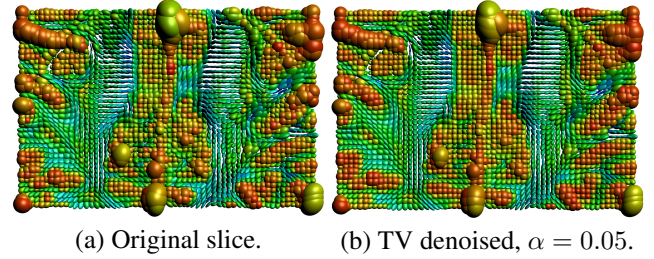 (a) Original slice.
(b) TV denoised, α = 0.05.